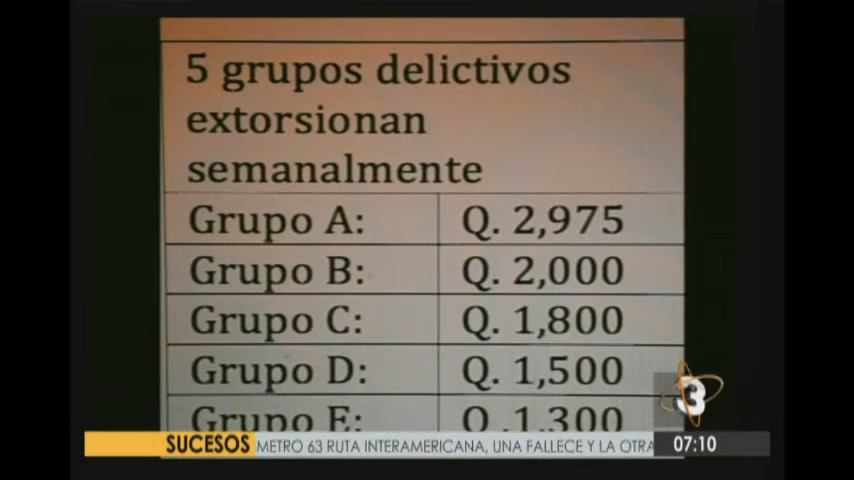 5 grupos delictivos
extorsionan
semanalmente
Grupo A: Q. 2,975
Grupo B: Q. 2,000
Grupo C: Q. 1,800
Grupo D: Q. 1,500
Grupo E: Q .1,300
3
SUCESOS METRO 63 RUTA INTERAMERICANA, UNA FALLECE Y LA OTRA 07:10